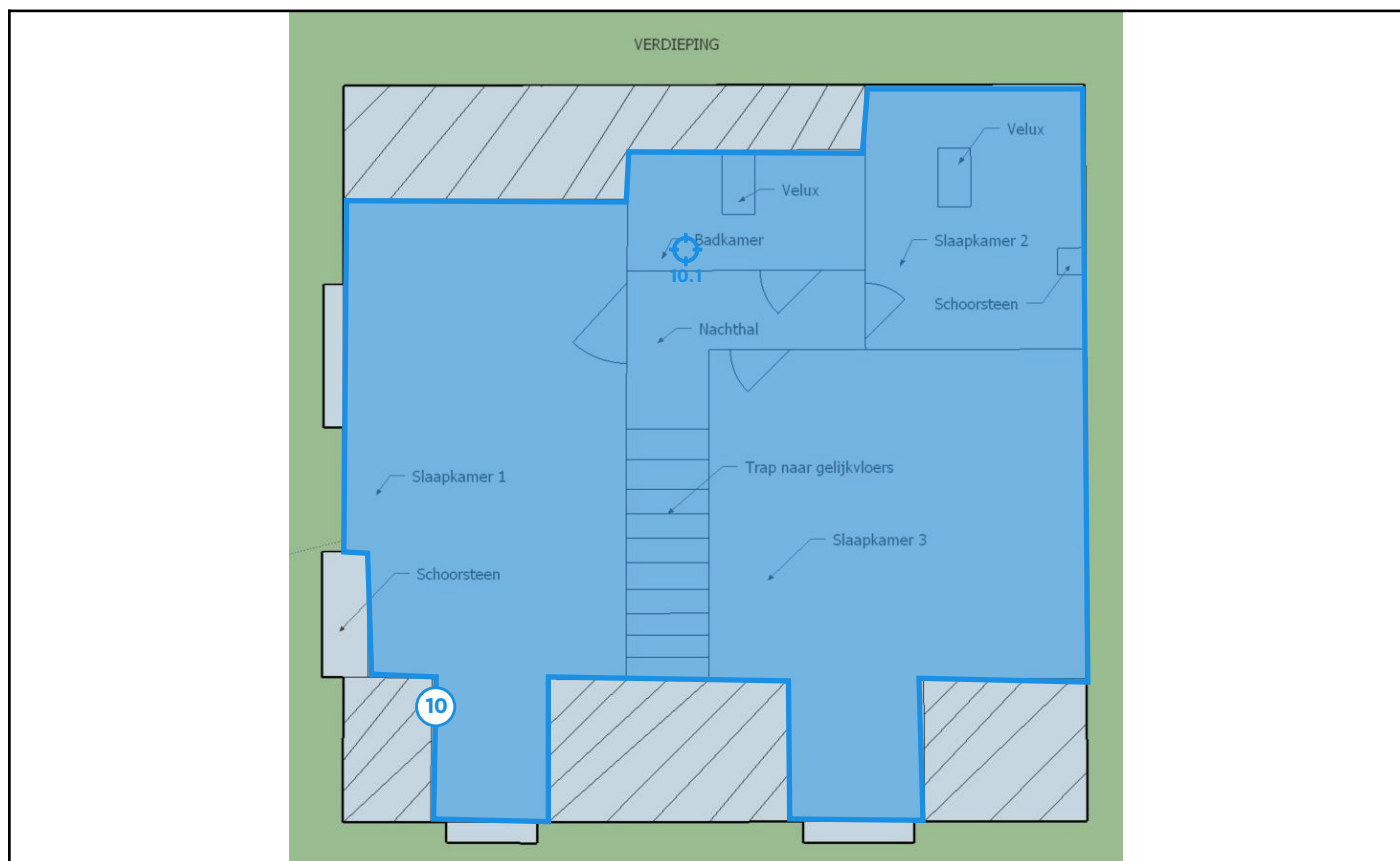 VERDIEPING
Velux
Velux
Badkamer
Slaapkamer 2
10.1
Schoorsteen
Nachthal
Trap naar gelijkvloers
Slaapkamer 1
Slaapkamer 3
Schoorsteen
10